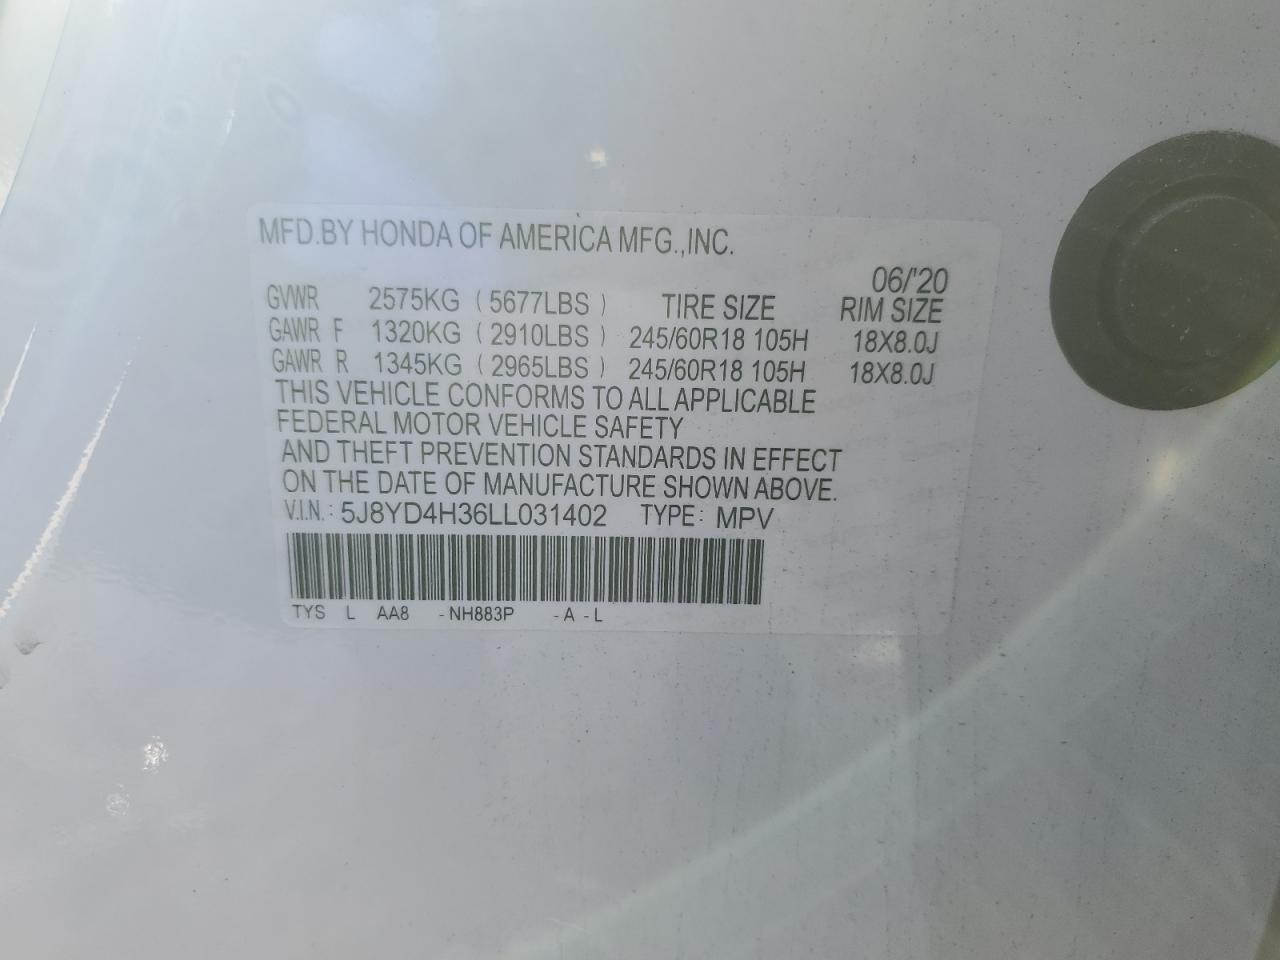 MFD.BY HONDA OF AMERICA MFG.,INC.
06/'20
GVWR 2575KG ( 5677LBS ) TIRE SIZE RIM SIZE
GAWR F 1320KG ( 2910LBS ) 245/60R18 105H 18X8.0J
GAWR R 1345KG ( 2965LBS ) 245/60R18 105H 18X8.0J
THIS VEHICLE CONFORMS TO ALL APPLICABLE
FEDERAL MOTOR VEHICLE SAFETY
AND THEFT PREVENTION STANDARDS IN EFFECT
ON THE DATE OF MANUFACTURE SHOWN ABOVE.
V.I.N.: 5J8YD4H36LL031402 TYPE: MPV
TYS L AA8 -NH883P -A -L